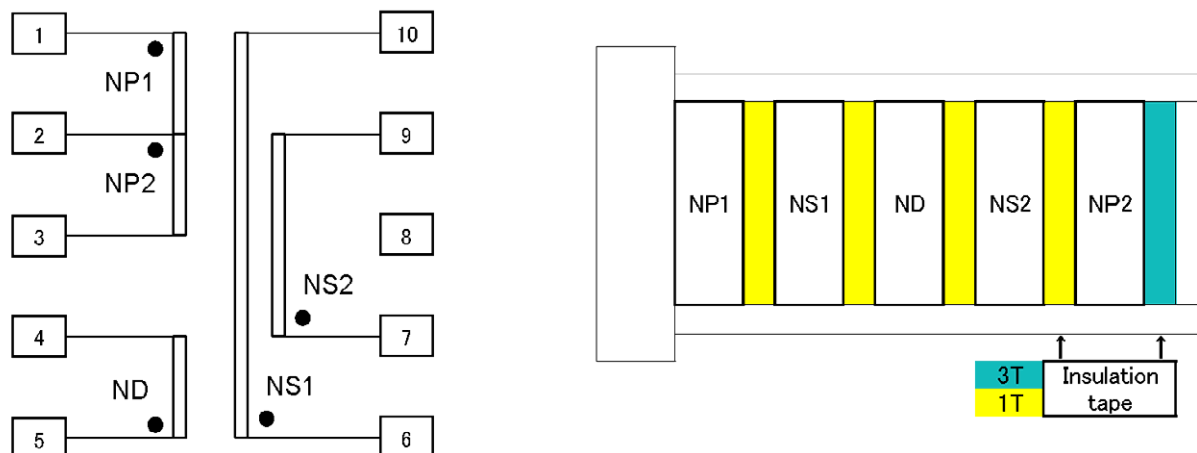 1
NP1
2
NP2
3
4
ND
5
10
9
8
NS2
7
NS1
6
NP1
NS1
ND
NS2
NP2
3T
1T
Insulation
tape